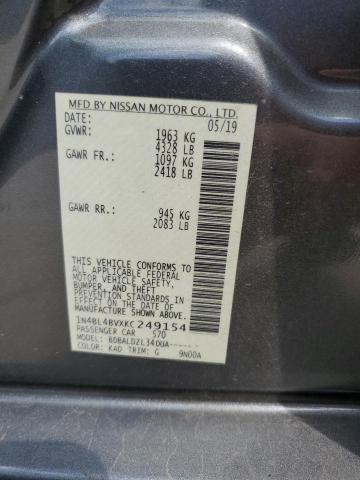 MFD BY NISSAN MOTOR CO., LTD.
DATE: 05/19
GVWR: 1963 KG
4328 LB
GAWR FR.: 1097 KG
2418 LB
GAWR RR.: 945 KG
2083 LB
THIS VEHICLE CONFORMS TO ALL
APPLICABLE FEDERAL MOTOR
VEHICLE SAFETY,
BUMPER, AND THEFT
PREVENTION STANDARDS IN
EFFECT ON THE DATE OF
MANUFACTURE SHOWN ABOVE.
1N4BL4BVXKC249154
PASSENGER CAR 570
MODEL: BDBALDZL34DUA-----
COLOR: KAD TRIM: G 9N00A